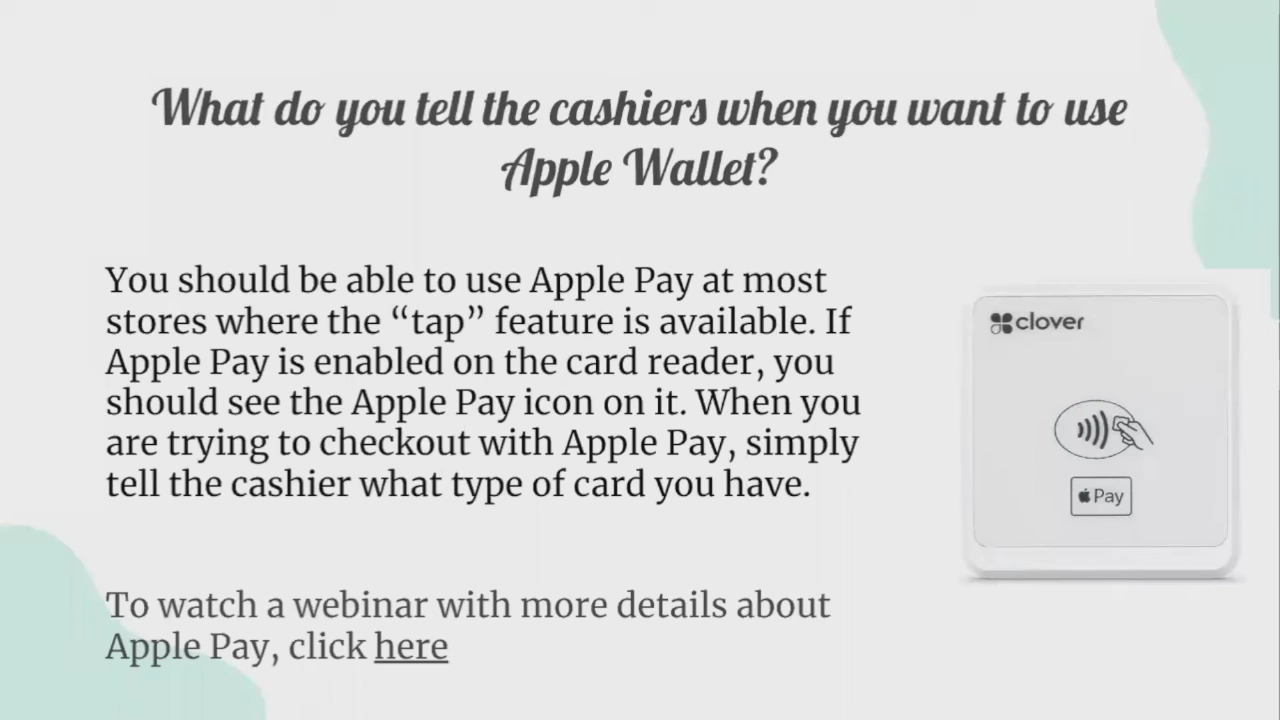 What do you tell the cashiers when you want to use
Apple Wallet?
You should be able to use Apple Pay at most
stores where the “tap” feature is available. If
Apple Pay is enabled on the card reader, you
should see the Apple Pay icon on it. When you
are trying to checkout with Apple Pay, simply
tell the cashier what type of card you have.
clover
Pay
To watch a webinar with more details about
Apple Pay, click here